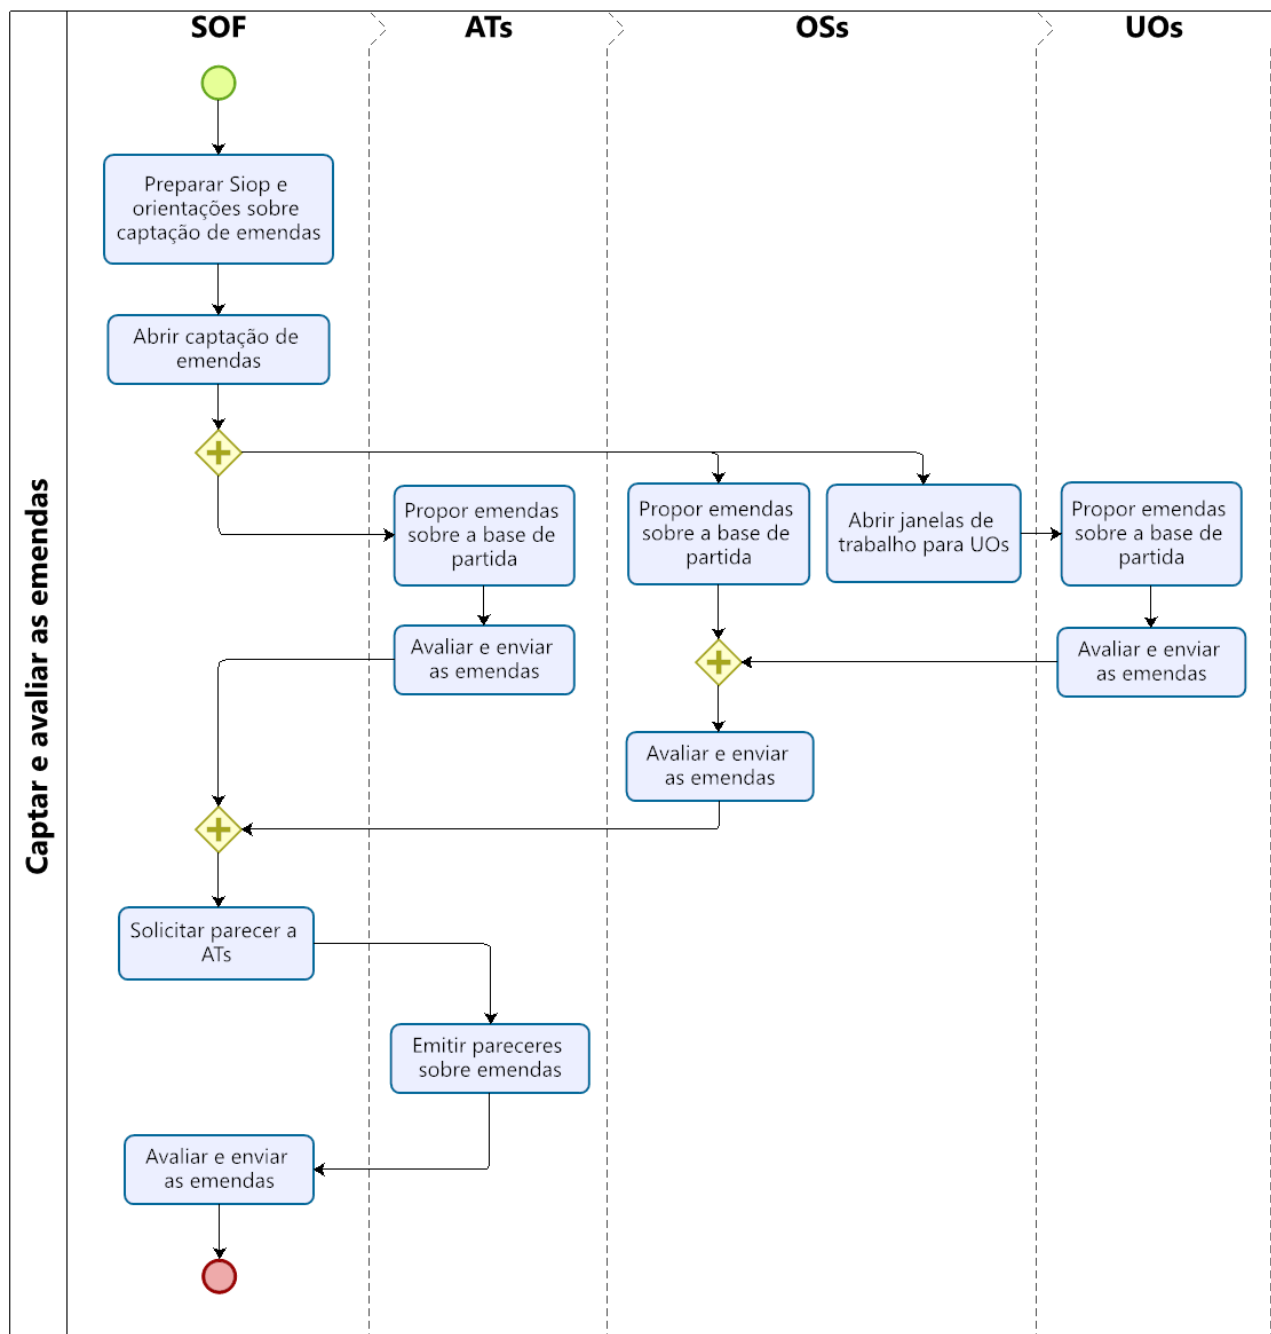 Captar e avaliar as emendas
SOF
ATs
OSs
UOs
Preparar Siop e
orientações sobre
captação de emendas
Abrir captação de
emendas
Propor emendas
sobre a base de
partida
Propor emendas
sobre a base de
partida
Abrir janelas de
trabalho para UOs
Propor emendas
sobre a base de
partida
Avaliar e enviar
as emendas
Avaliar e enviar
as emendas
Avaliar e enviar
as emendas
Solicitar parecer a
ATs
Emitir pareceres
sobre emendas
Avaliar e enviar
as emendas